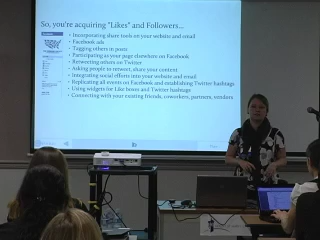 So, you're acquiring "Likes" and Followers...
Incorporating share tools on your website and email
Facebook ads
Tagging others in posts
Participating as your page elsewhere on Facebook
Retweeting others on Twitter
Asking people to retweet, share your content
Integrating social efforts into your website and email
Replicating all events on Facebook and establishing Twitter hashtags
Using widgets for Like boxes and Twitter hashtags
Connecting with your existing friends, coworkers, partners, vendors